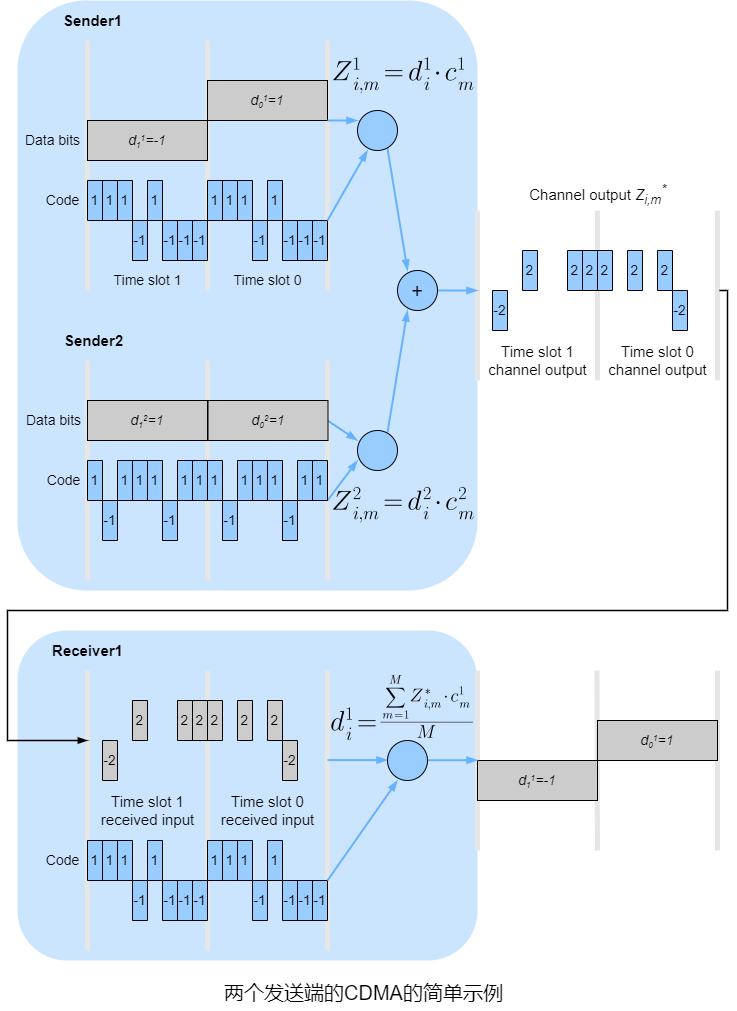 Sender1
Z^1_{i,m} = d^1_i · c^1_m
d_0^1=1
Data bits
d_1^1=-1
Code
1 1 1 1 1 1 1 1
-1 -1 -1 -1 -1 -1 -1 -1
Time slot 1 Time slot 0
Channel output Z_{i,m}^*
2 2 2 2 2 2
-2 -2
Time slot 1 Time slot 0
channel output channel output
+
Sender2
Data bits d_1^2=1 d_0^2=1
Code
1 1 1 1 1 1 1 1 1 1 1 1
-1 -1 -1 -1
Z^2_{i,m} = d^2_i · c^2_m
Receiver1
d^1_i = \frac{\sum_{m=1}^{M} Z^*_{i,m} · c^1_m}{M}
2 2 2 2 2 2
-2 -2
Time slot 1 Time slot 0
received input received input
Code
1 1 1 1 1 1 1 1
-1 -1 -1 -1 -1 -1 -1 -1
d_0^1=1
d_1^1=-1
两个发送端的CDMA的简单示例